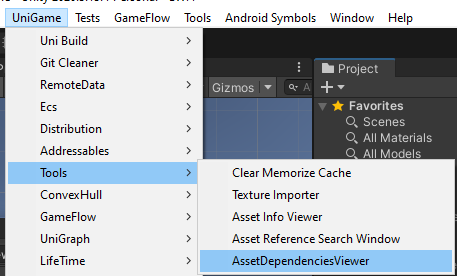 UniGame Tests GameFlow Tools Android Symbols Window Help
Uni Build
Git Cleaner
RemoteData
Ecs
Distribution
Addressables
Tools
ConvexHull
GameFlow
UniGraph
LifeTime
Clear Memorize Cache
Texture Importer
Asset Info Viewer
Asset Reference Search Window
AssetDependenciesViewer
Gizmos
Project
Favorites
Scenes
All Materials
All Models